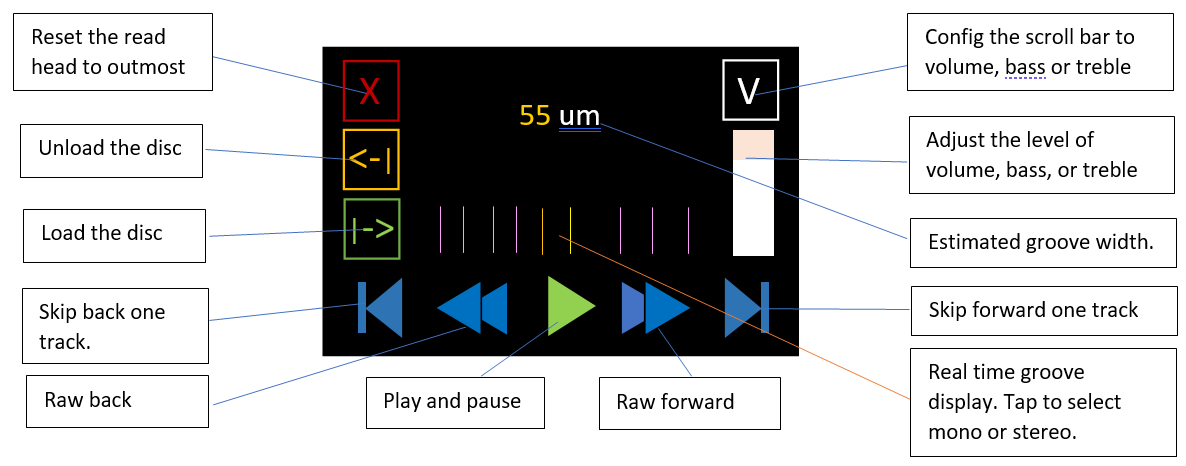 Reset the read
head to outmost
Unload the disc
Load the disc
Skip back one
track.
Raw back
X
<-|
|->
55 um
V
Play and pause
Raw forward
Config the scroll bar to
volume, bass or treble
Adjust the level of
volume, bass, or treble
Estimated groove width.
Skip forward one track
Real time groove
display. Tap to select
mono or stereo.